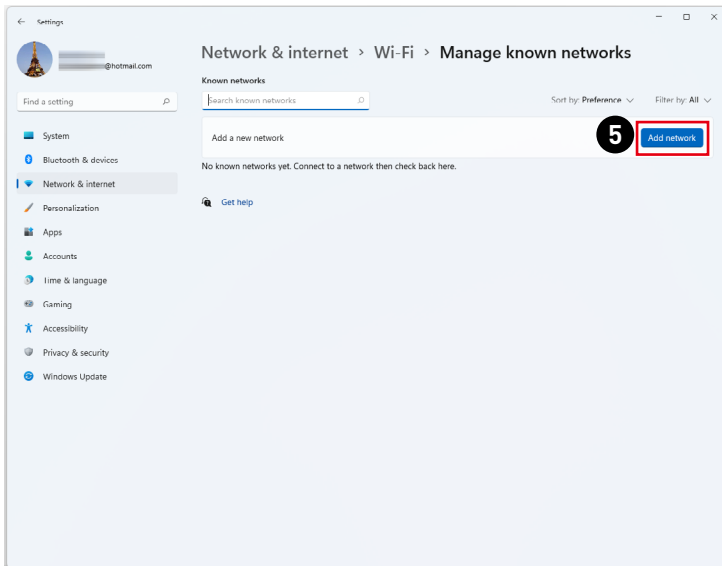 Settings
@hotmail.com
Network & internet > Wi-Fi > Manage known networks
Known networks
Find a setting
Search known networks
Sort by: Preference
Filter by: All
System
Add a new network
5
Add network
Bluetooth & devices
No known networks yet. Connect to a network then check back here.
Network & internet
Get help
Personalization
Apps
Accounts
Time & language
Gaming
Accessibility
Privacy & security
Windows Update